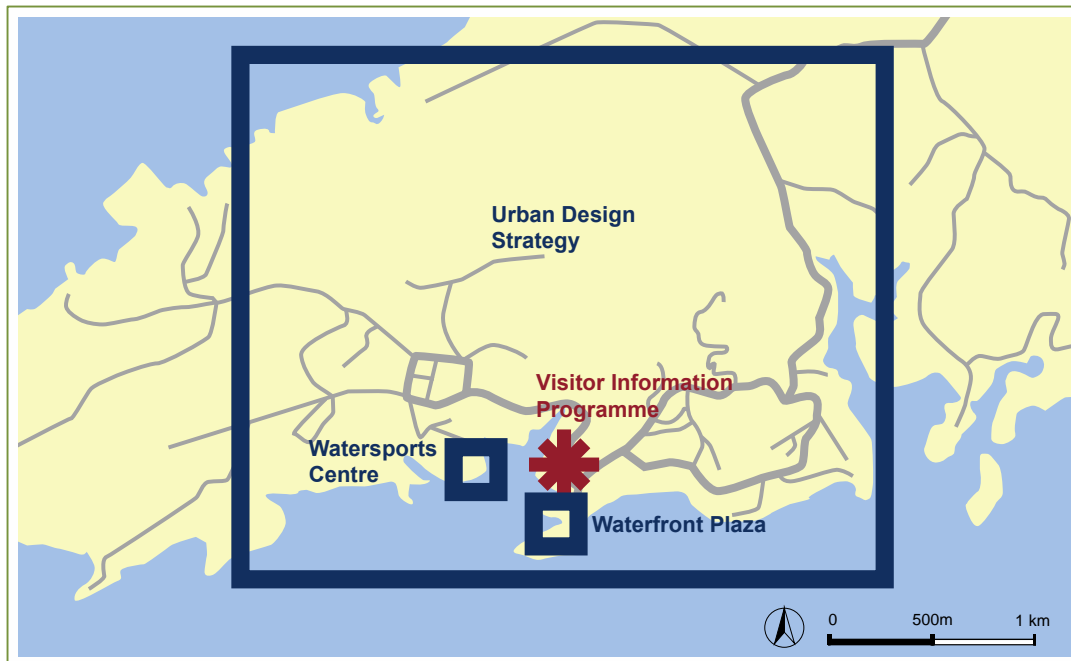 Urban Design
Strategy
Visitor Information
Programme
Watersports
Centre
Waterfront Plaza
0 500m 1 km